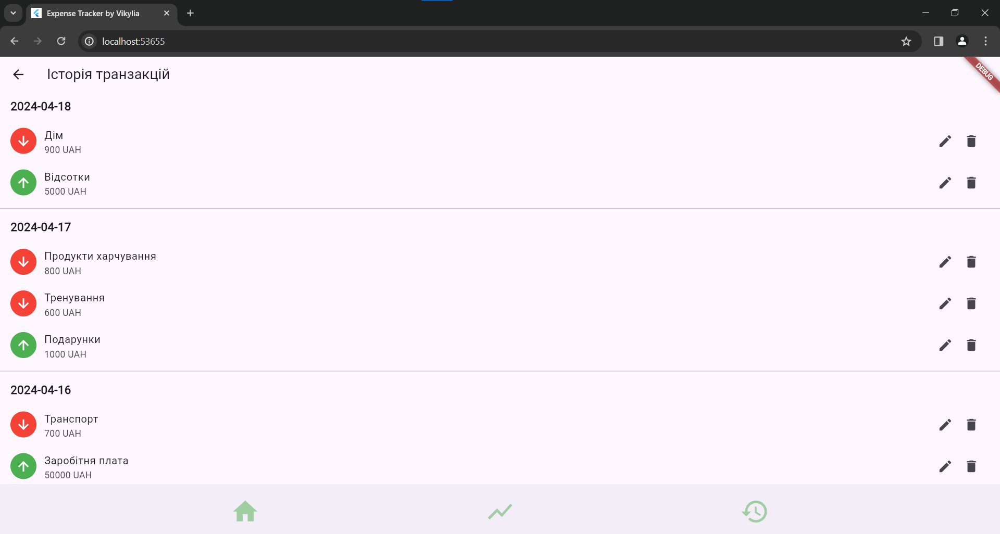 Expense Tracker by Vikylia
localhost:53655
Історія транзакцій
DEBUG
2024-04-18
Дім
900 UAH
Відсотки
5000 UAH
2024-04-17
Продукти харчування
800 UAH
Тренування
600 UAH
Подарунки
1000 UAH
2024-04-16
Транспорт
700 UAH
Заробітня плата
50000 UAH